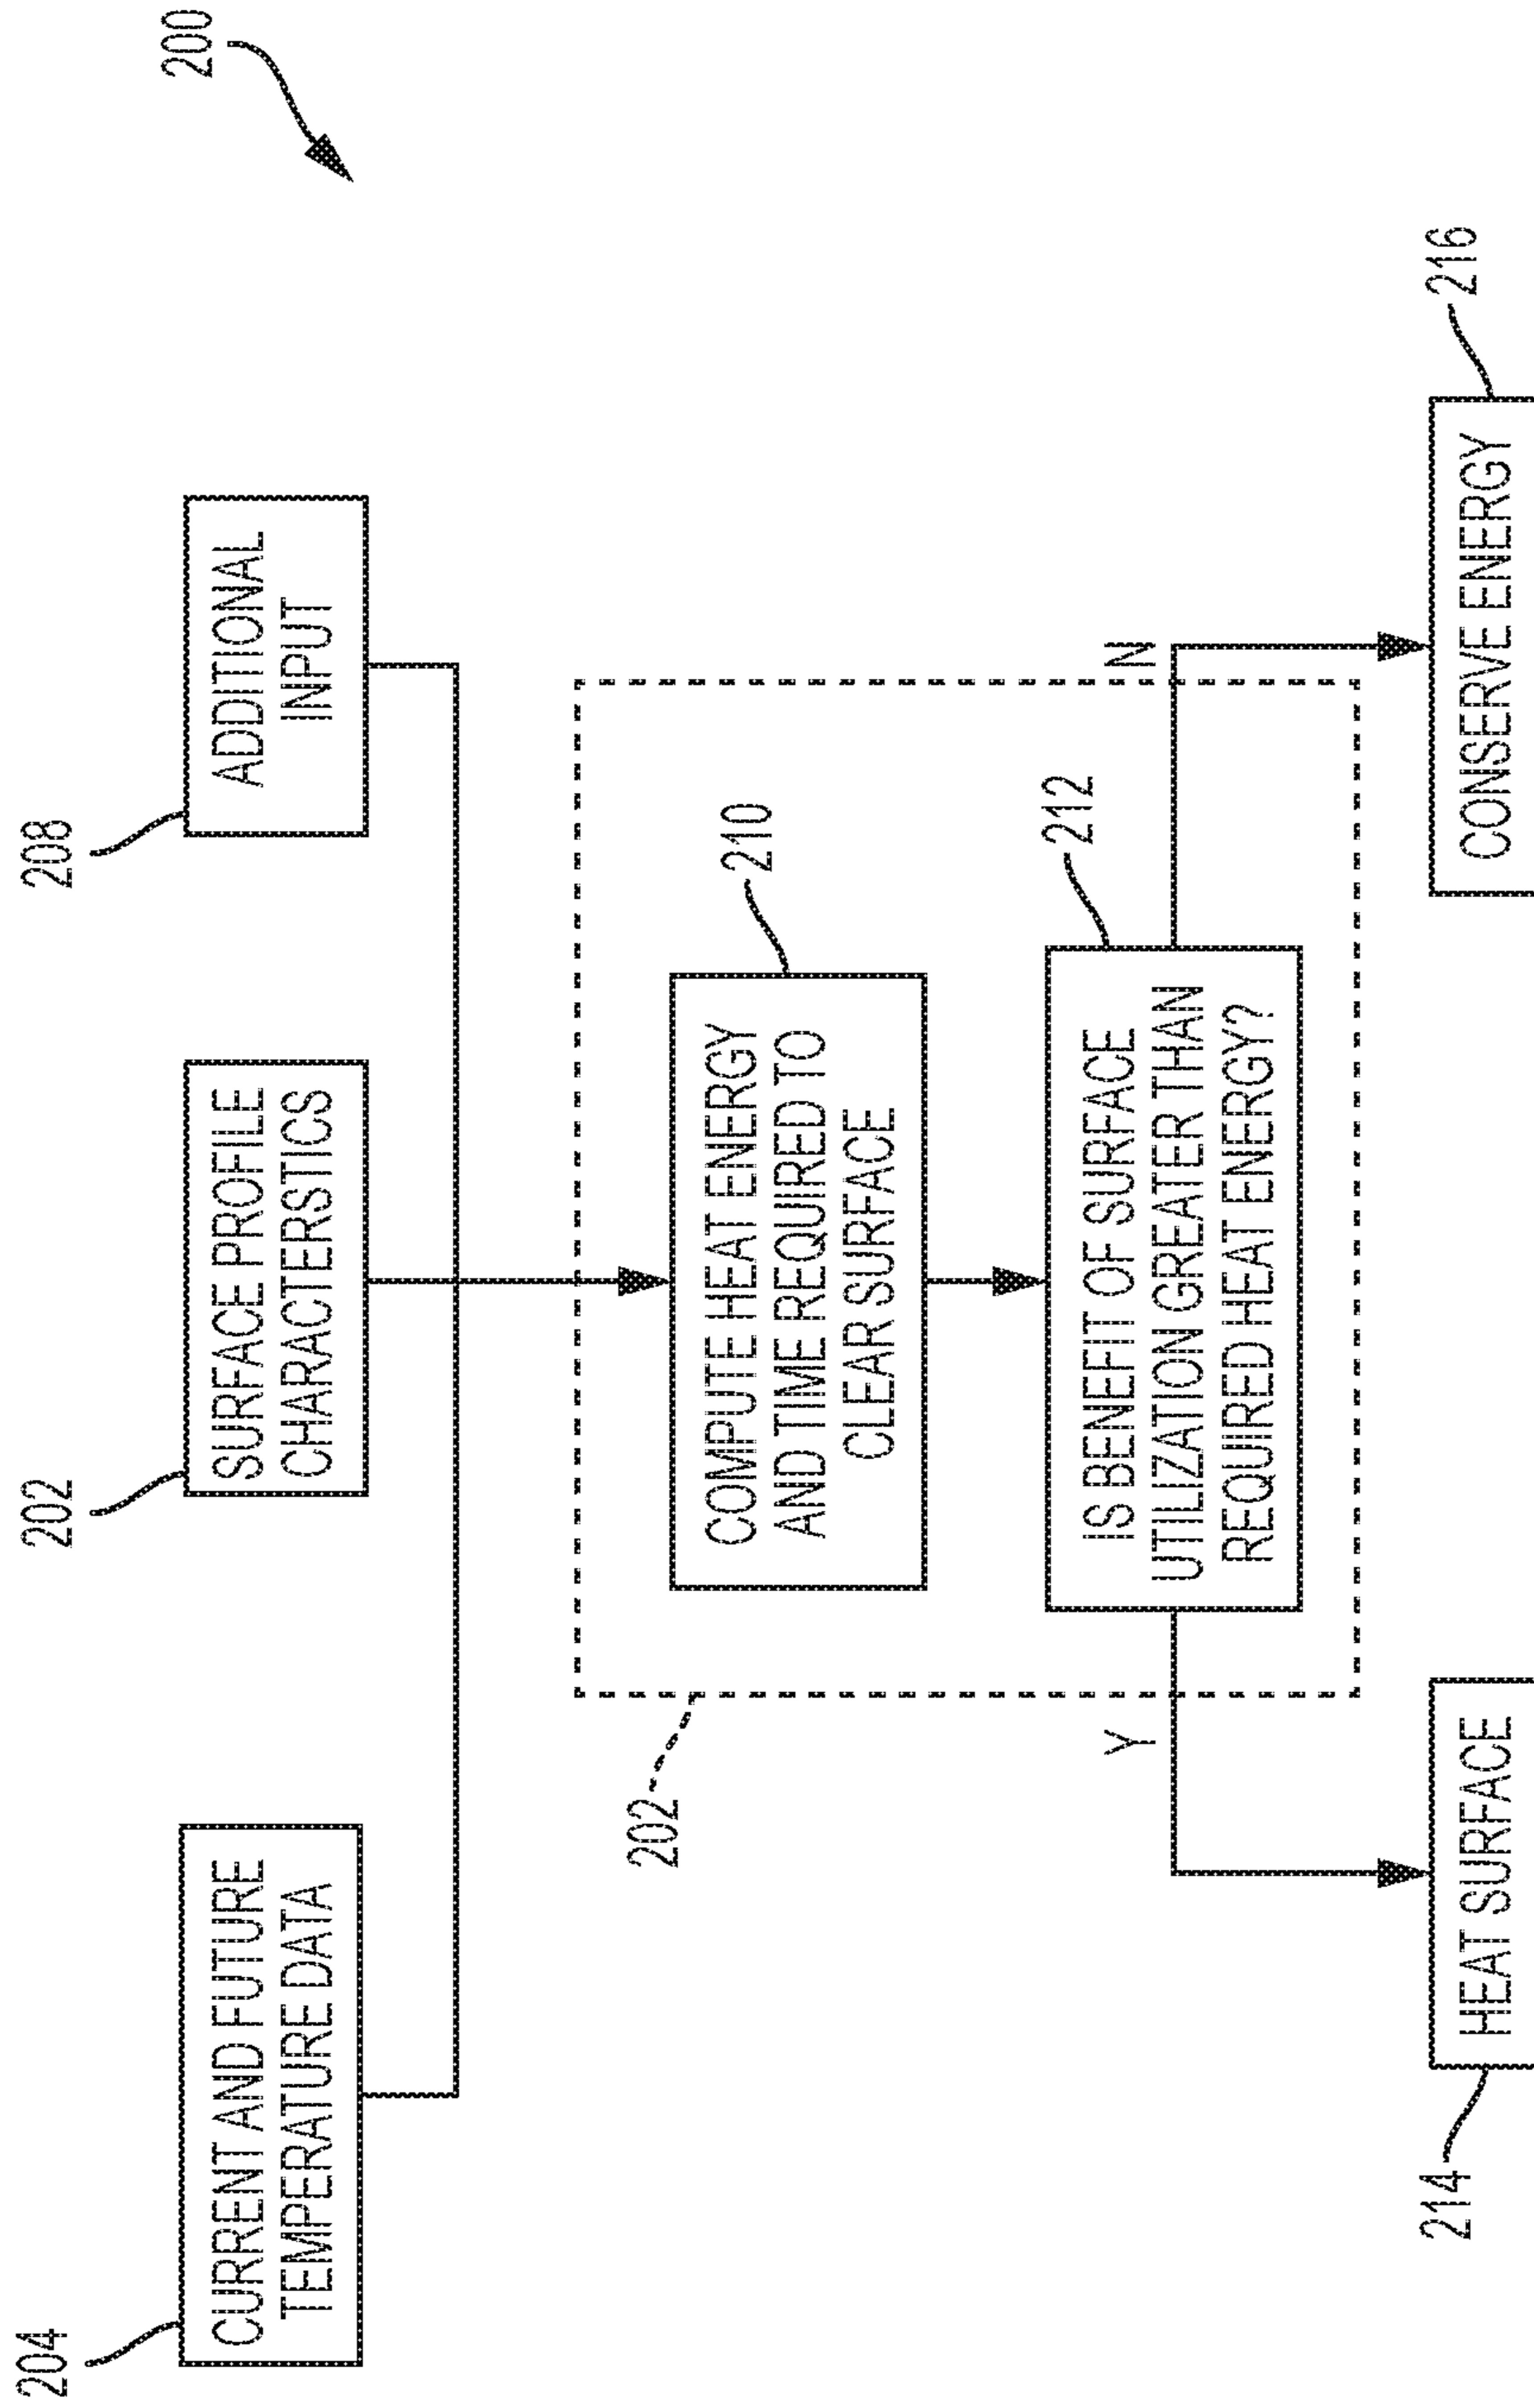 200
204
CURRENT AND FUTURE
TEMPERATURE DATA
202
SURFACE PROFILE
CHARACTERSTICS
208
ADDITIONAL
INPUT
202
COMPUTE HEAT ENERGY
AND TIME REQUIRED TO
CLEAR SURFACE
210
IS BENEFIT OF SURFACE
UTILIZATION GREATER THAN
REQUIRED HEAT ENERGY?
212
Y
N
214
HEAT SURFACE
CONSERVE ENERGY
216